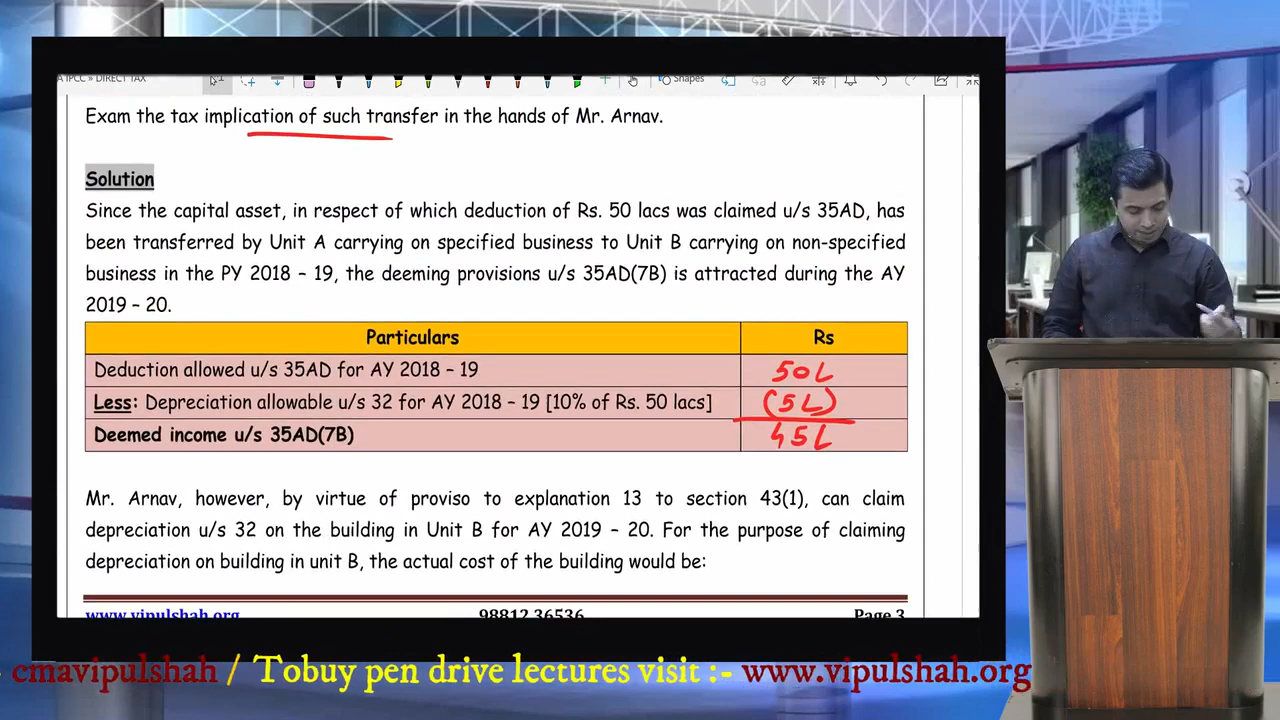 A IPCC » DIRECT TAX
Shapes
Exam the tax implication of such transfer in the hands of Mr. Arnav.
Solution
Since the capital asset, in respect of which deduction of Rs. 50 lacs was claimed u/s 35AD, has
been transferred by Unit A carrying on specified business to Unit B carrying on non-specified
business in the PY 2018 – 19, the deeming provisions u/s 35AD(7B) is attracted during the AY
2019 – 20.
Particulars Rs
Deduction allowed u/s 35AD for AY 2018 – 19 50L
Less: Depreciation allowable u/s 32 for AY 2018 – 19 [10% of Rs. 50 lacs] (5L)
Deemed income u/s 35AD(7B) 45L
Mr. Arnav, however, by virtue of proviso to explanation 13 to section 43(1), can claim
depreciation u/s 32 on the building in Unit B for AY 2019 – 20. For the purpose of claiming
depreciation on building in unit B, the actual cost of the building would be:
www.vipulshah.org 98812 36536 Page 3
cmavipulshah / Tobuy pen drive lectures visit :- www.vipulshah.org